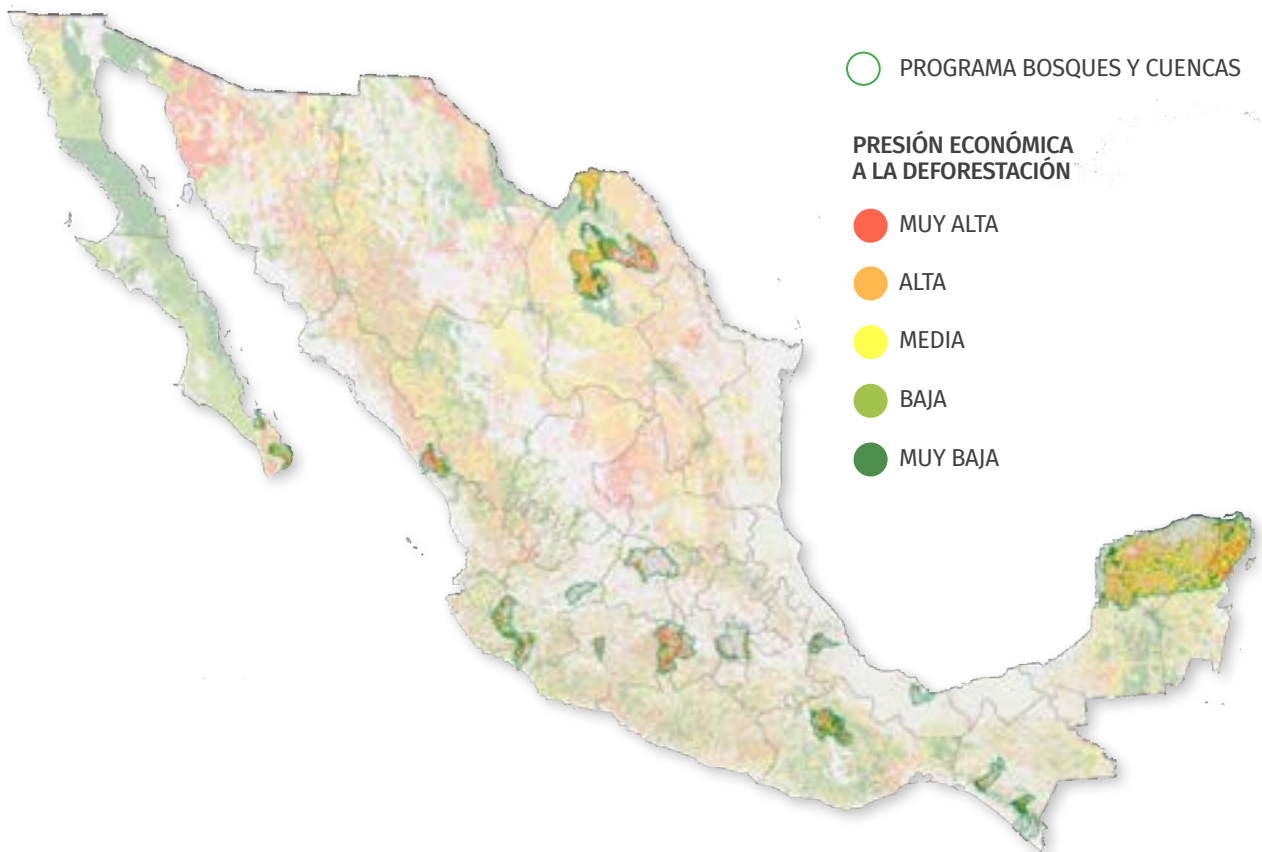 PROGRAMA BOSQUES Y CUENCAS
PRESIÓN ECONÓMICA
A LA DEFORESTACIÓN
MUY ALTA
ALTA
MEDIA
BAJA
MUY BAJA